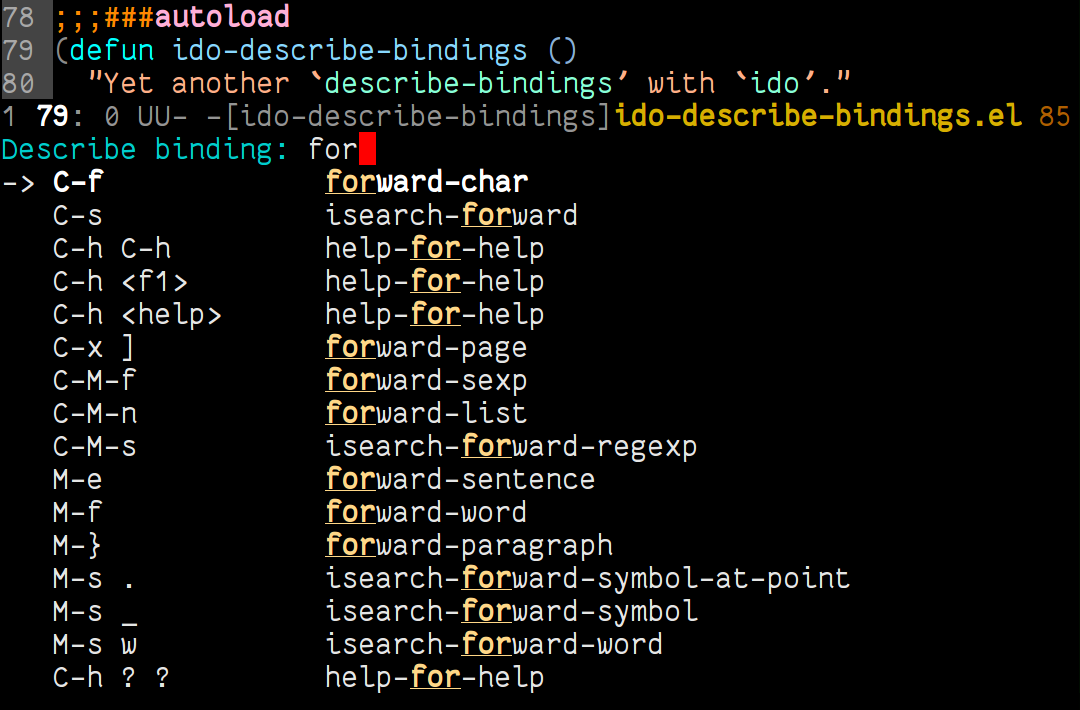 78 ;;;###autoload
79 (defun ido-describe-bindings ()
80   "Yet another `describe-bindings' with `ido'."
1 79: 0 UU- -[ido-describe-bindings]ido-describe-bindings.el 85
Describe binding: for
-> C-f             forward-char
   C-s             isearch-forward
   C-h C-h         help-for-help
   C-h <f1>        help-for-help
   C-h <help>      help-for-help
   C-x ]           forward-page
   C-M-f           forward-sexp
   C-M-n           forward-list
   C-M-s           isearch-forward-regexp
   M-e             forward-sentence
   M-f             forward-word
   M-}             forward-paragraph
   M-s .           isearch-forward-symbol-at-point
   M-s _           isearch-forward-symbol
   M-s w           isearch-forward-word
   C-h ? ?         help-for-help